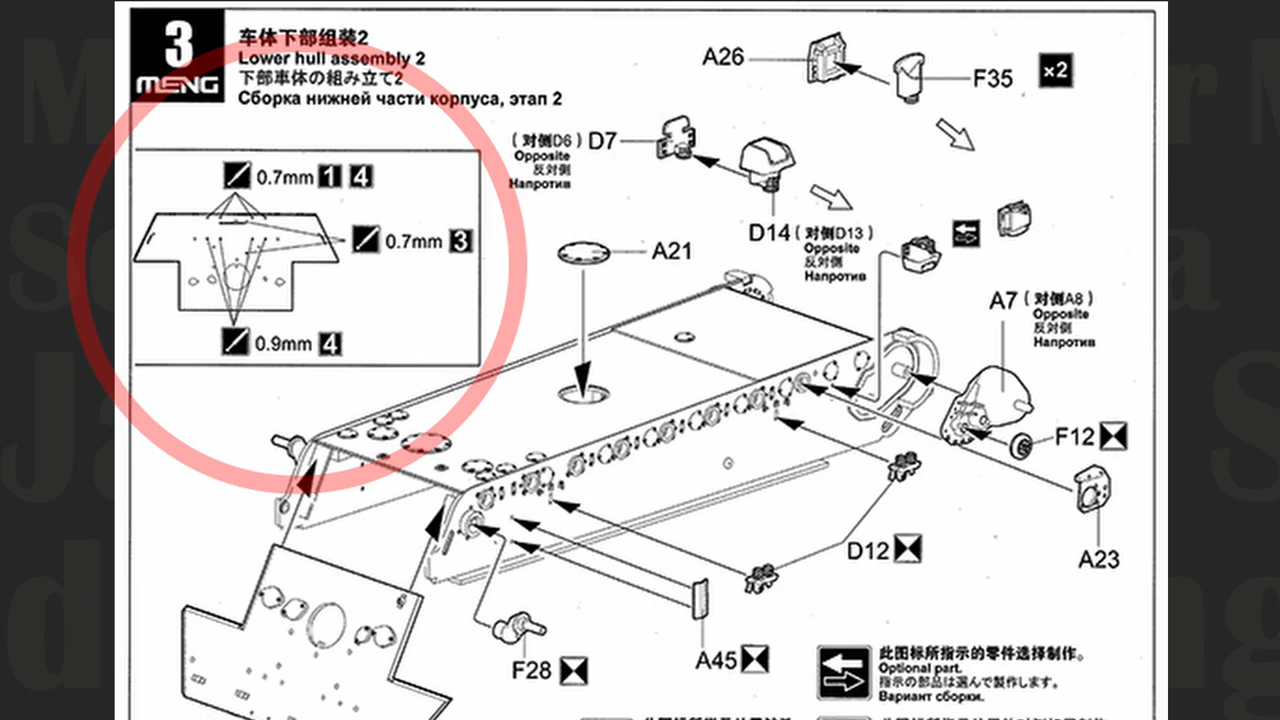 3
MENG
车体下部组装2
Lower hull assembly 2
下部車体の組み立て2
Сборка нижней части корпуса, этап 2
0.7mm 1 4
0.7mm 3
0.9mm 4
A26
F35
×2
(对侧D6) D7
Opposite
反対側
Напротив
D14 (对侧D13)
Opposite
反対側
Напротив
A21
A7 (对侧A8)
Opposite
反対側
Напротив
F12
A23
D12
A45
F28
此图标所指示的零件选择制作。
Optional part.
指示の部品は選んで製作します。
Вариант сборки.